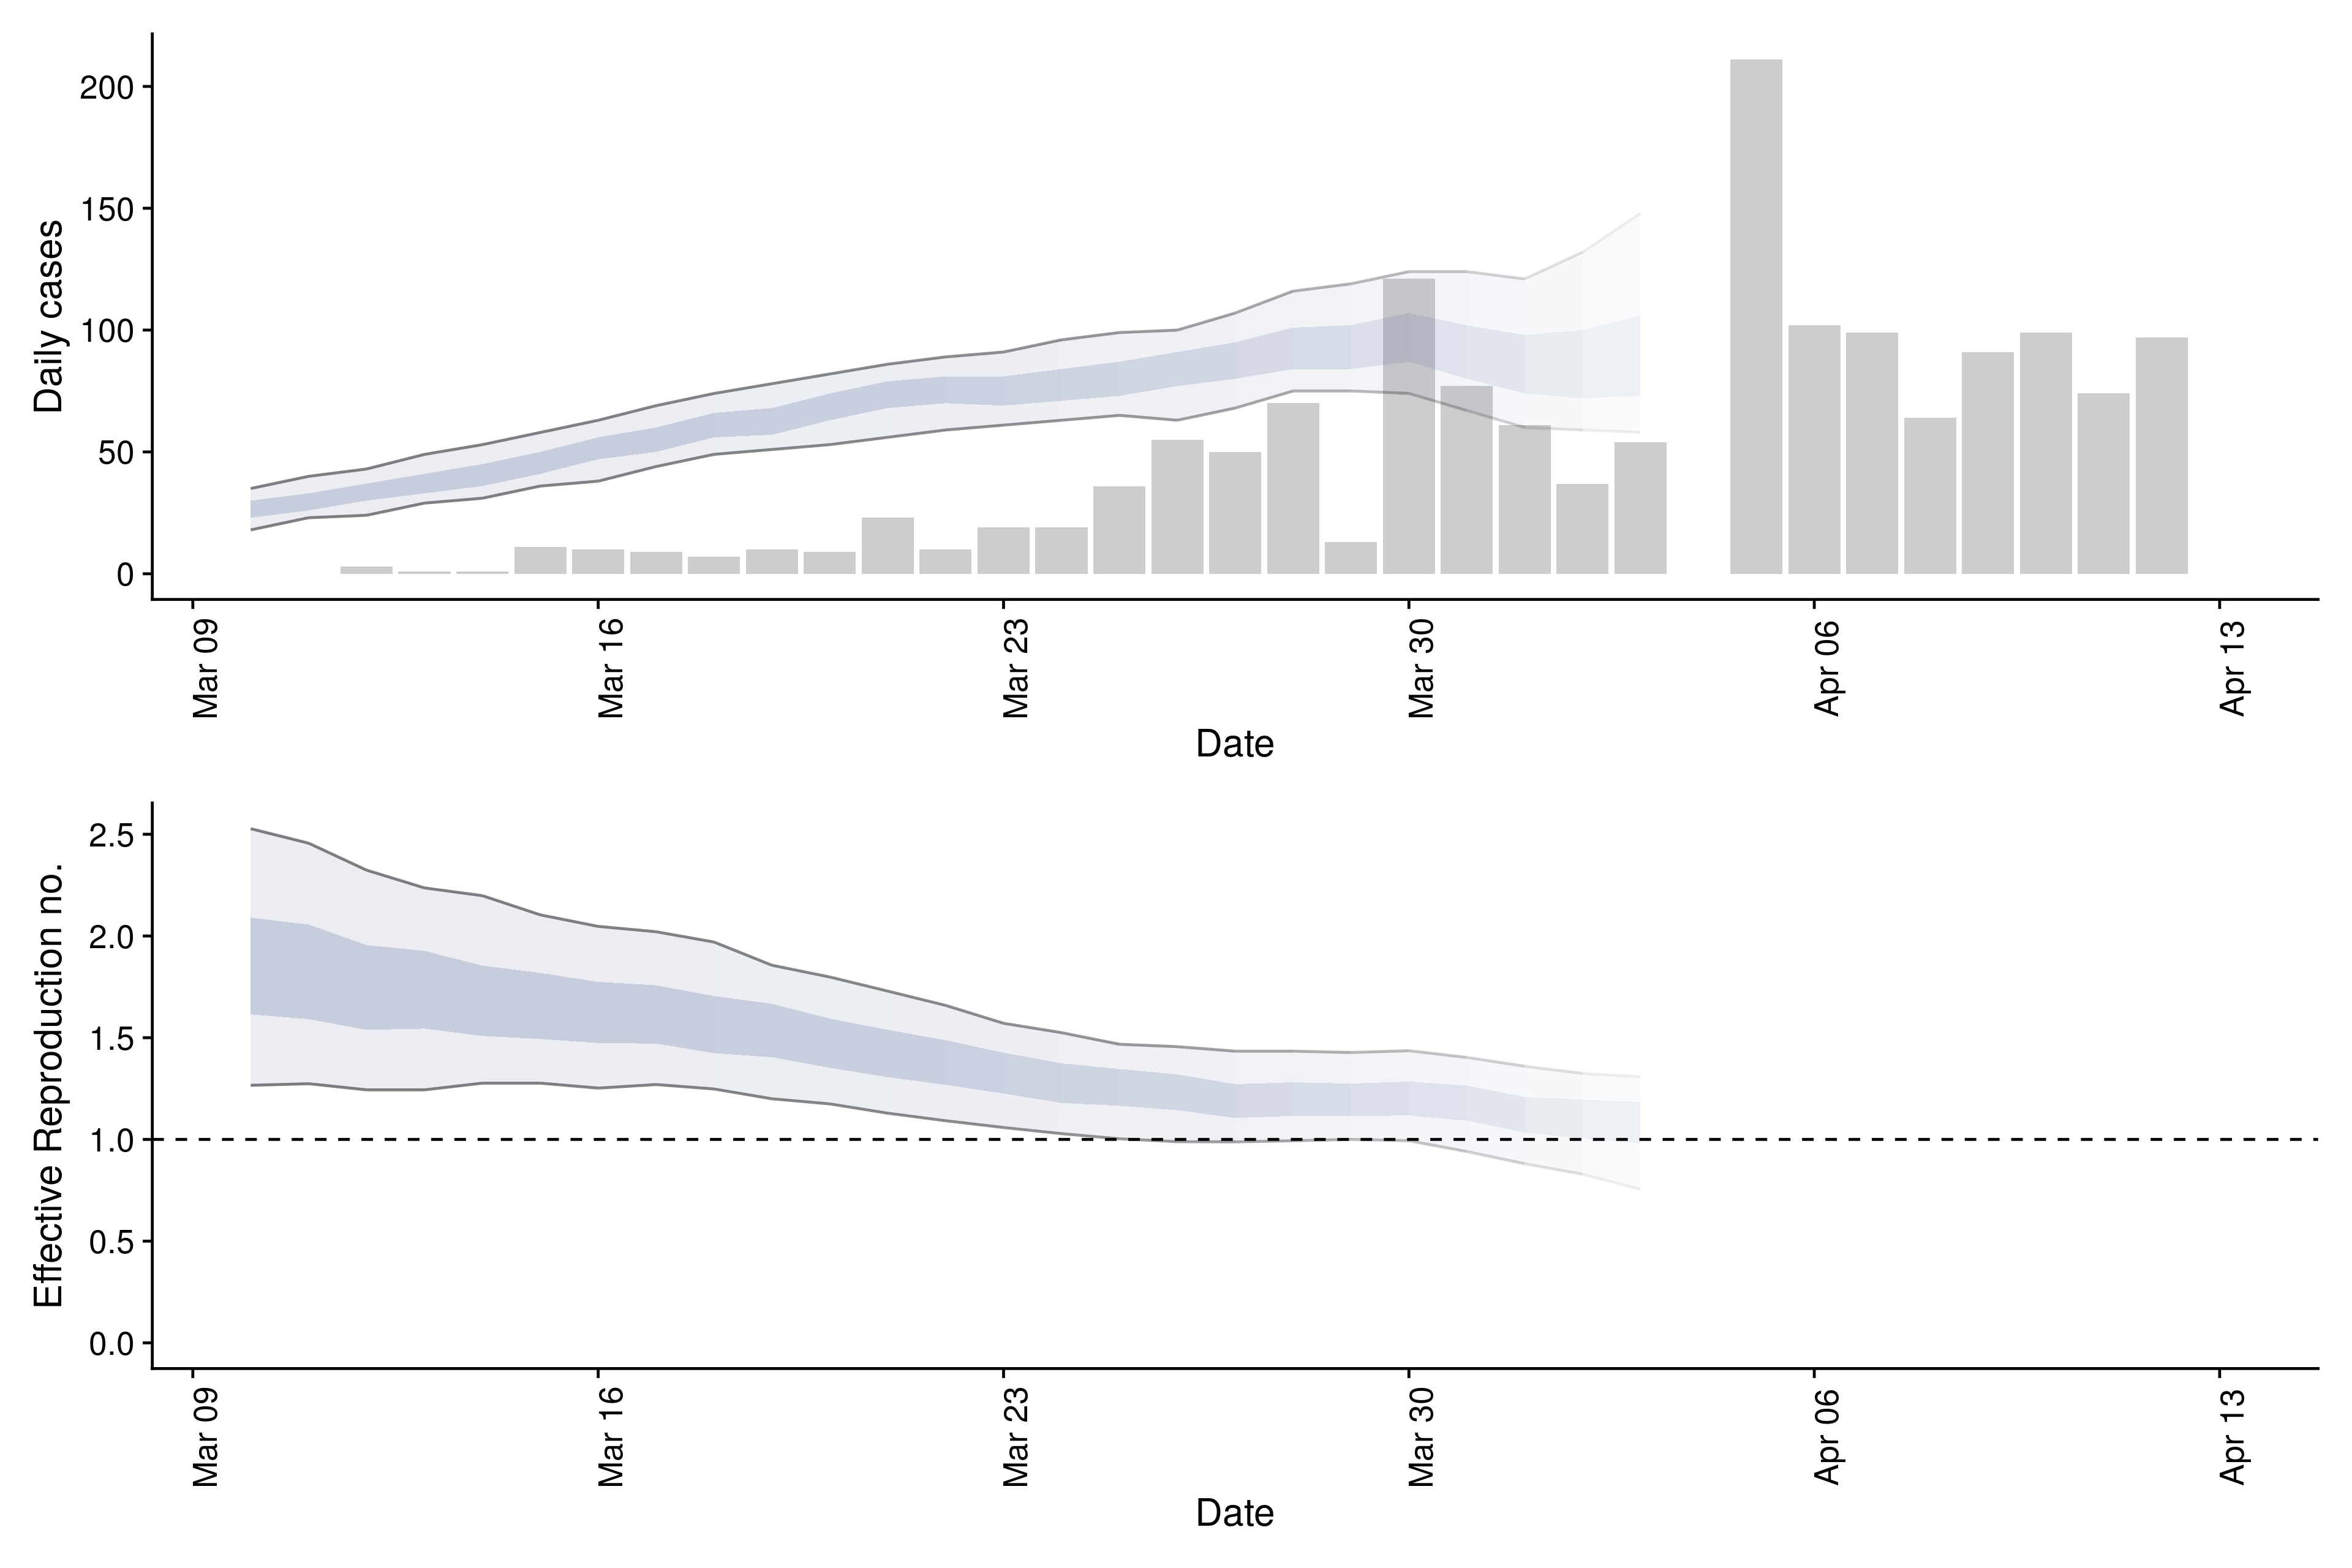 Daily cases
200
150
100
50
0
Mar 09
Mar 16
Mar 23
Mar 30
Apr 06
Apr 13
Date
Effective Reproduction no.
2.5
2.0
1.5
1.0
0.5
0.0
Mar 09
Mar 16
Mar 23
Mar 30
Apr 06
Apr 13
Date